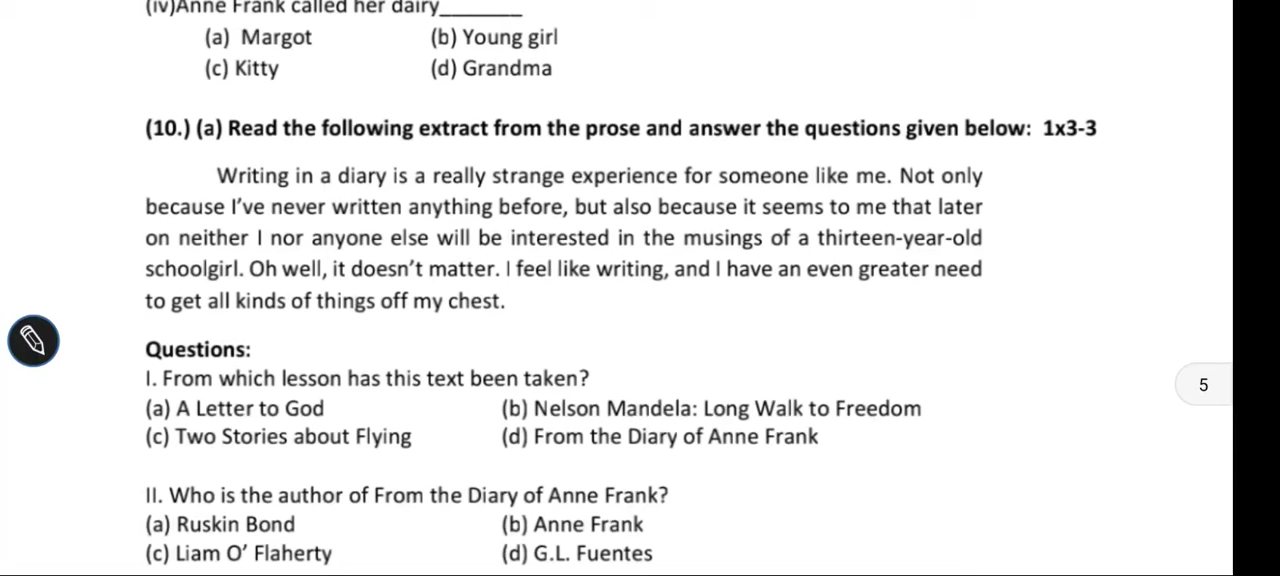 (iv)Anne Frank called her dairy_______
(a) Margot (b) Young girl
(c) Kitty (d) Grandma
(10.) (a) Read the following extract from the prose and answer the questions given below: 1x3-3
Writing in a diary is a really strange experience for someone like me. Not only
because I've never written anything before, but also because it seems to me that later
on neither I nor anyone else will be interested in the musings of a thirteen-year-old
schoolgirl. Oh well, it doesn't matter. I feel like writing, and I have an even greater need
to get all kinds of things off my chest.
Questions:
I. From which lesson has this text been taken?
(a) A Letter to God (b) Nelson Mandela: Long Walk to Freedom
(c) Two Stories about Flying (d) From the Diary of Anne Frank
5
II. Who is the author of From the Diary of Anne Frank?
(a) Ruskin Bond (b) Anne Frank
(c) Liam O' Flaherty (d) G.L. Fuentes